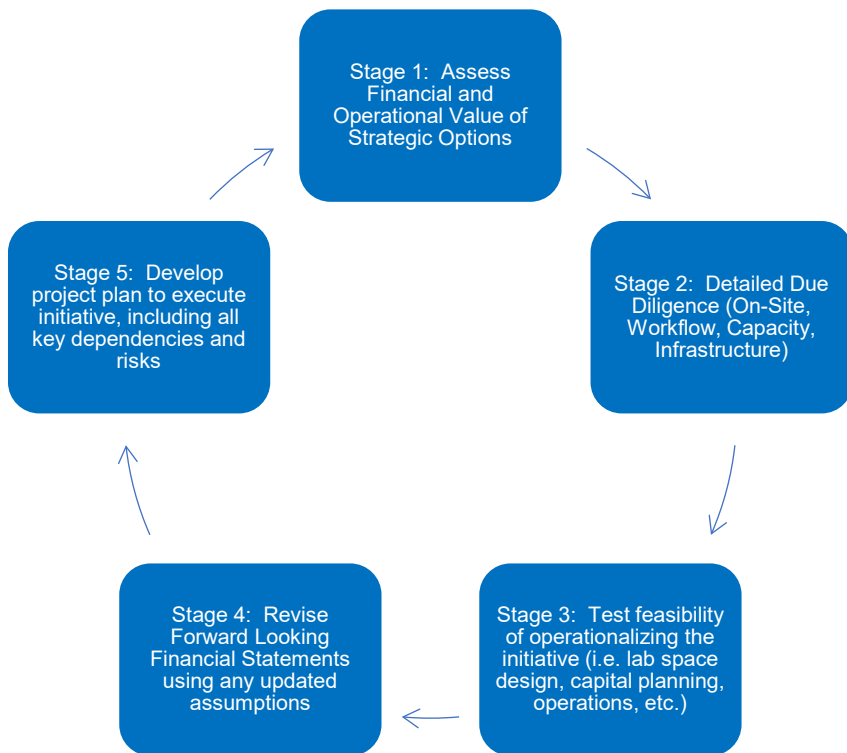 Stage 1:  Assess
Financial and
Operational Value of
Strategic Options
Stage 2:  Detailed Due
Diligence (On-Site,
Workflow, Capacity,
Infrastructure)
Stage 3:  Test feasibility
of operationalizing the
initiative (i.e. lab space
design, capital planning,
operations, etc.)
Stage 4:  Revise
Forward Looking
Financial Statements
using any updated
assumptions
Stage 5:  Develop
project plan to execute
initiative, including all
key dependencies and
risks